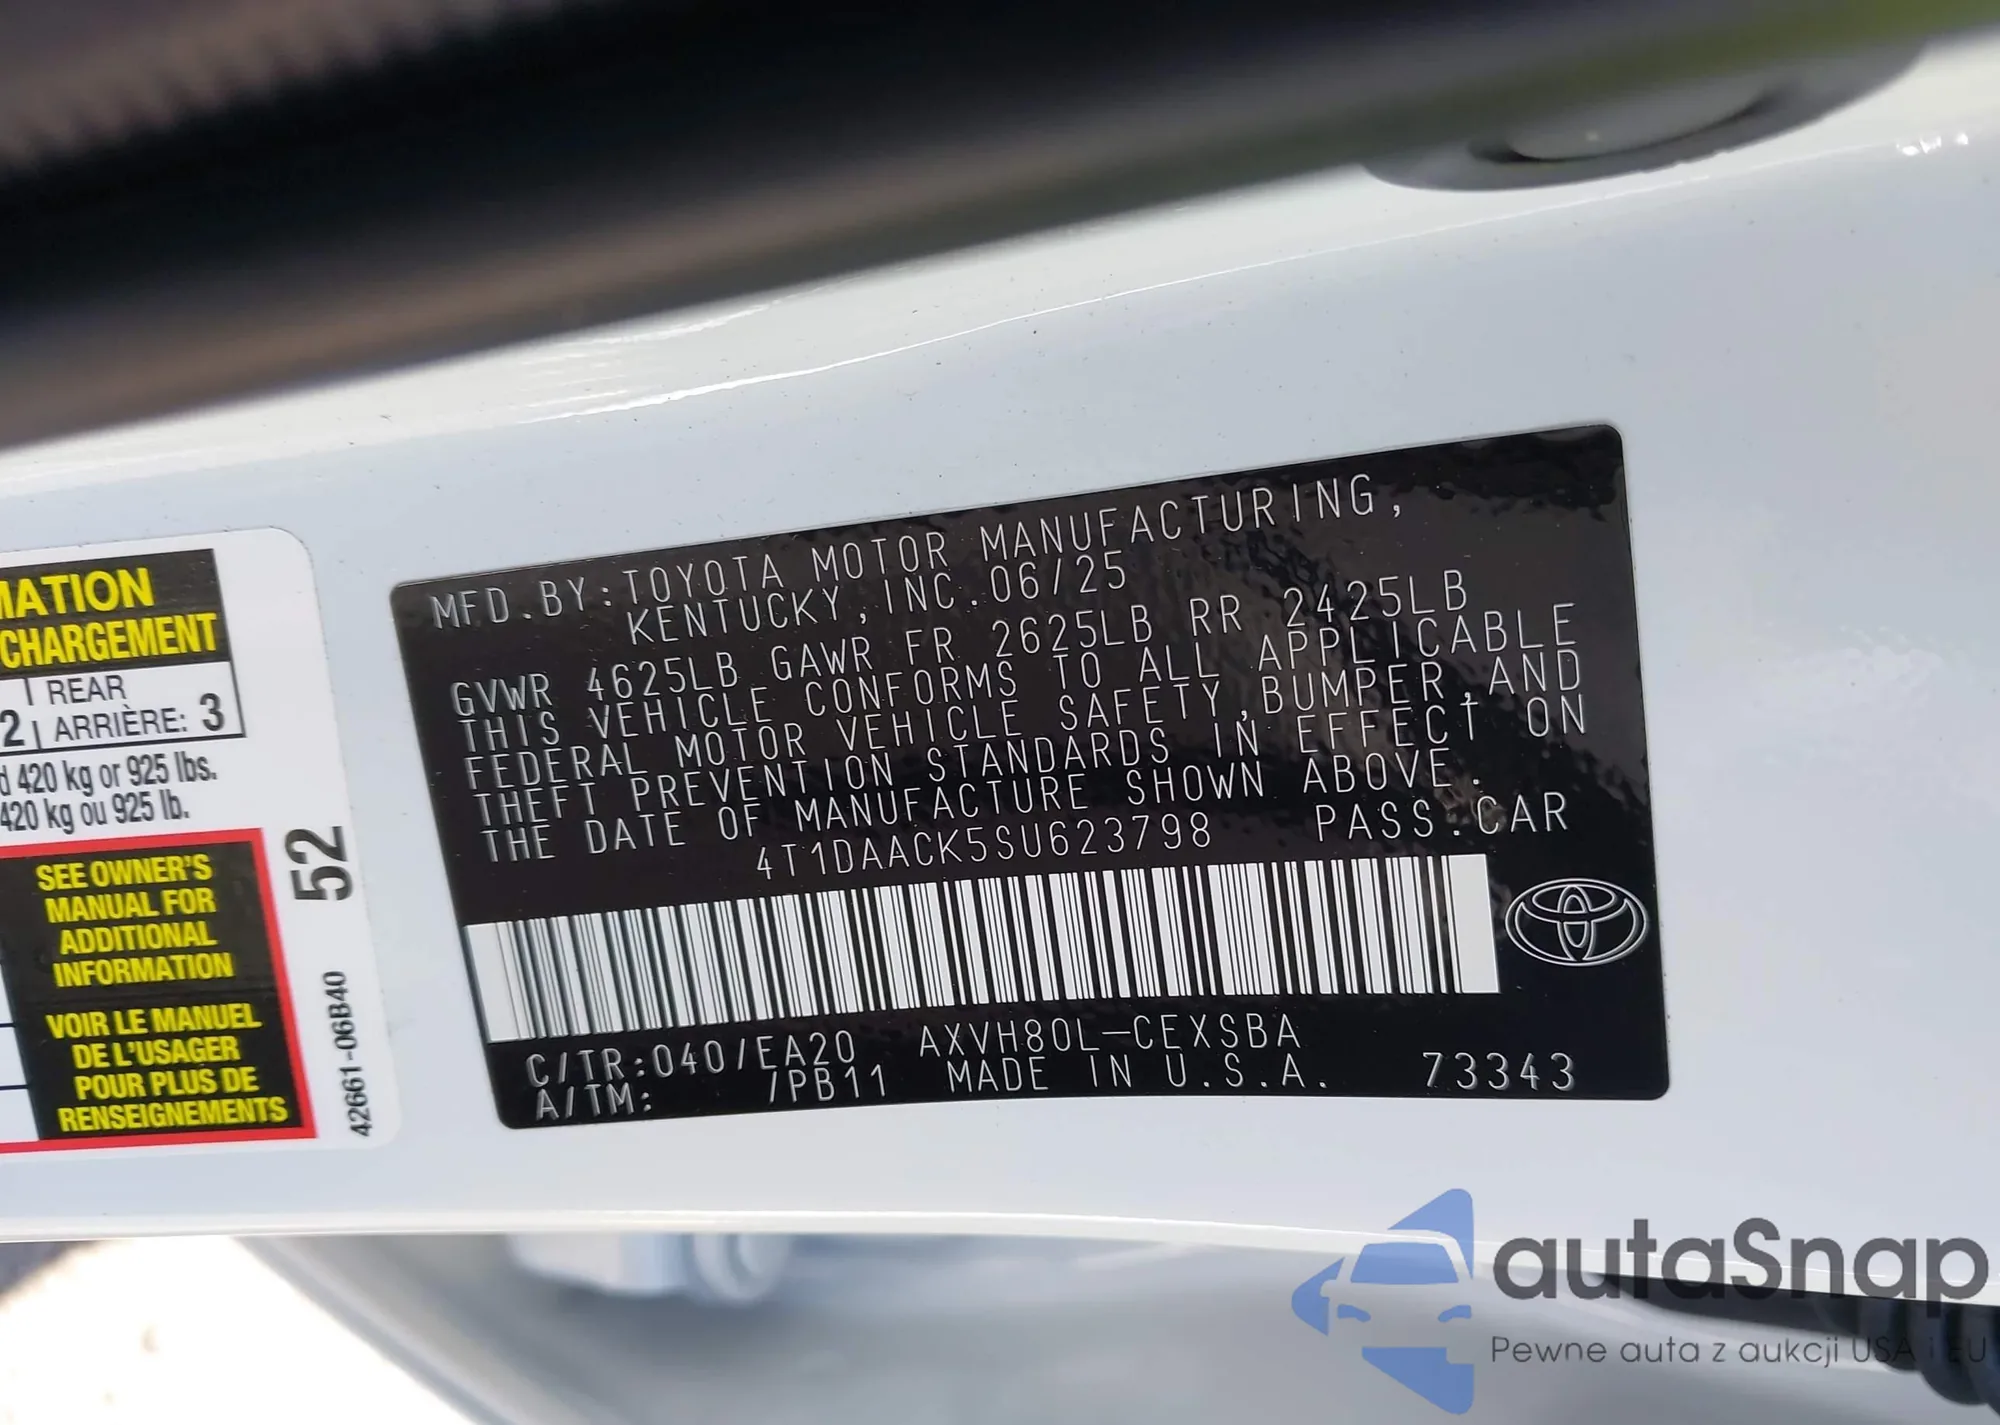 MATION
CHARGEMENT
REAR
2 ARRIÈRE: 3
420 kg or 925 lbs.
420 kg ou 925 lb.
SEE OWNER'S
MANUAL FOR
ADDITIONAL
INFORMATION
VOIR LE MANUEL
DE L'USAGER
POUR PLUS DE
RENSEIGNEMENTS
52
42661-06B40
MFD.BY:TOYOTA MOTOR MANUFACTURING,
KENTUCKY,INC.06/25
GVWR 4625LB GAWR FR 2625LB RR 2425LB
THIS VEHICLE CONFORMS TO ALL APPLICABLE
FEDERAL MOTOR VEHICLE SAFETY,BUMPER,AND
THEFT PREVENTION STANDARDS IN EFFECT ON
THE DATE OF MANUFACTURE SHOWN ABOVE.
4T1DAACK5SU623798 PASS.CAR
C/TR:040/EA20 AXVH80L-CEXSBA
A/TM: /PB11 MADE IN U.S.A. 73343
autaSnap
Pewne auta z aukcji USA i EU